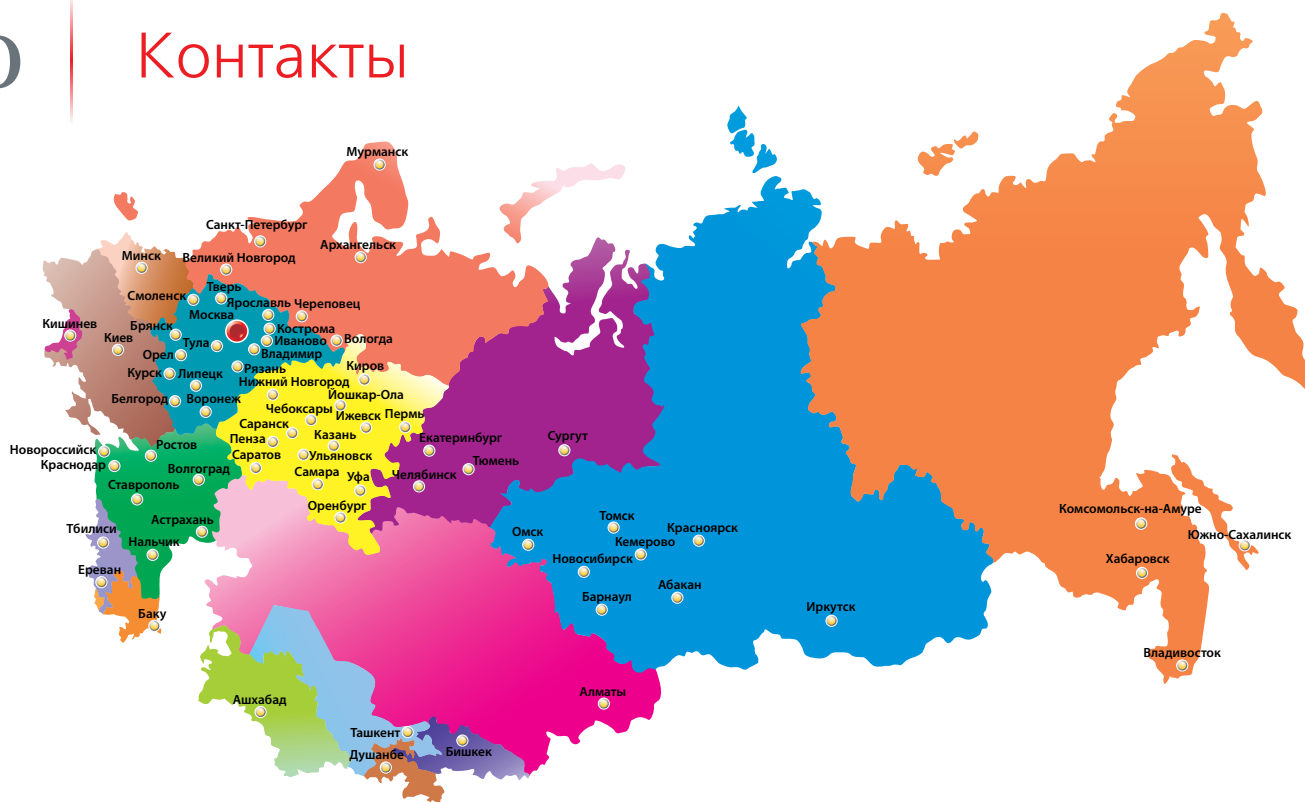 Контакты
Мурманск
Санкт-Петербург
Архангельск
Минск
Великий Новгород
Тверь
Смоленск
Ярославль
Череповец
Москва
Кишинев
Брянск
Кострома
Киев
Тула
Иваново
Вологда
Орел
Владимир
Курск
Липецк
Рязань
Киров
Нижний Новгород
Белгород
Воронеж
Йошкар-Ола
Чебоксары
Ижевск
Пермь
Саранск
Казань
Пенза
Екатеринбург
Сургут
Новороссийск
Ростов
Саратов
Ульяновск
Краснодар
Волгоград
Самара
Уфа
Челябинск
Тюмень
Ставрополь
Оренбург
Астрахань
Тбилиси
Нальчик
Омск
Томск
Красноярск
Кемерово
Комсомольск-на-Амуре
Южно-Сахалинск
Новосибирск
Хабаровск
Ереван
Абакан
Барнаул
Иркутск
Баку
Владивосток
Ашхабад
Алматы
Ташкент
Бишкек
Душанбе